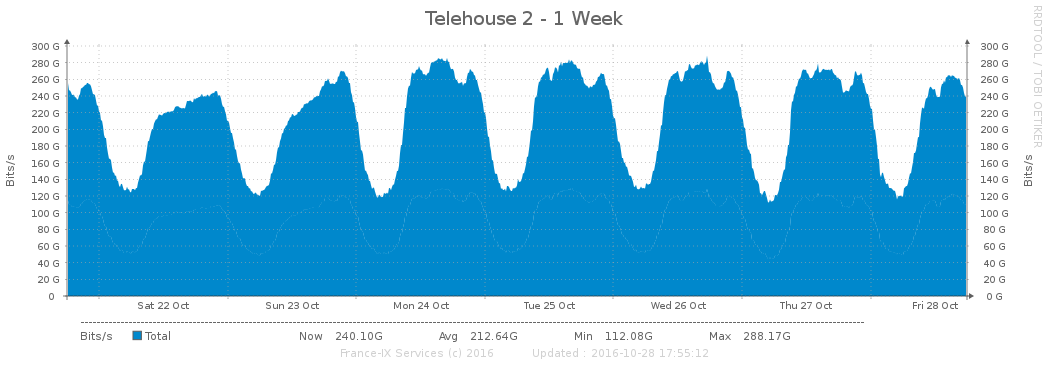 Telehouse 2 - 1 Week
RRDTOOL / TOBI OETIKER
Bits/s
300 G
280 G
260 G
240 G
220 G
200 G
180 G
160 G
140 G
120 G
100 G
80 G
60 G
40 G
20 G
0
300 G
280 G
260 G
240 G
220 G
200 G
180 G
160 G
140 G
120 G
100 G
80 G
60 G
40 G
20 G
0 G
Bits/s
Sat 22 Oct Sun 23 Oct Mon 24 Oct Tue 25 Oct Wed 26 Oct Thu 27 Oct Fri 28 Oct
Bits/s Total Now 240.10G Avg 212.64G Min 112.08G Max 288.17G
France-IX Services (c) 2016 Updated : 2016-10-28 17:55:12